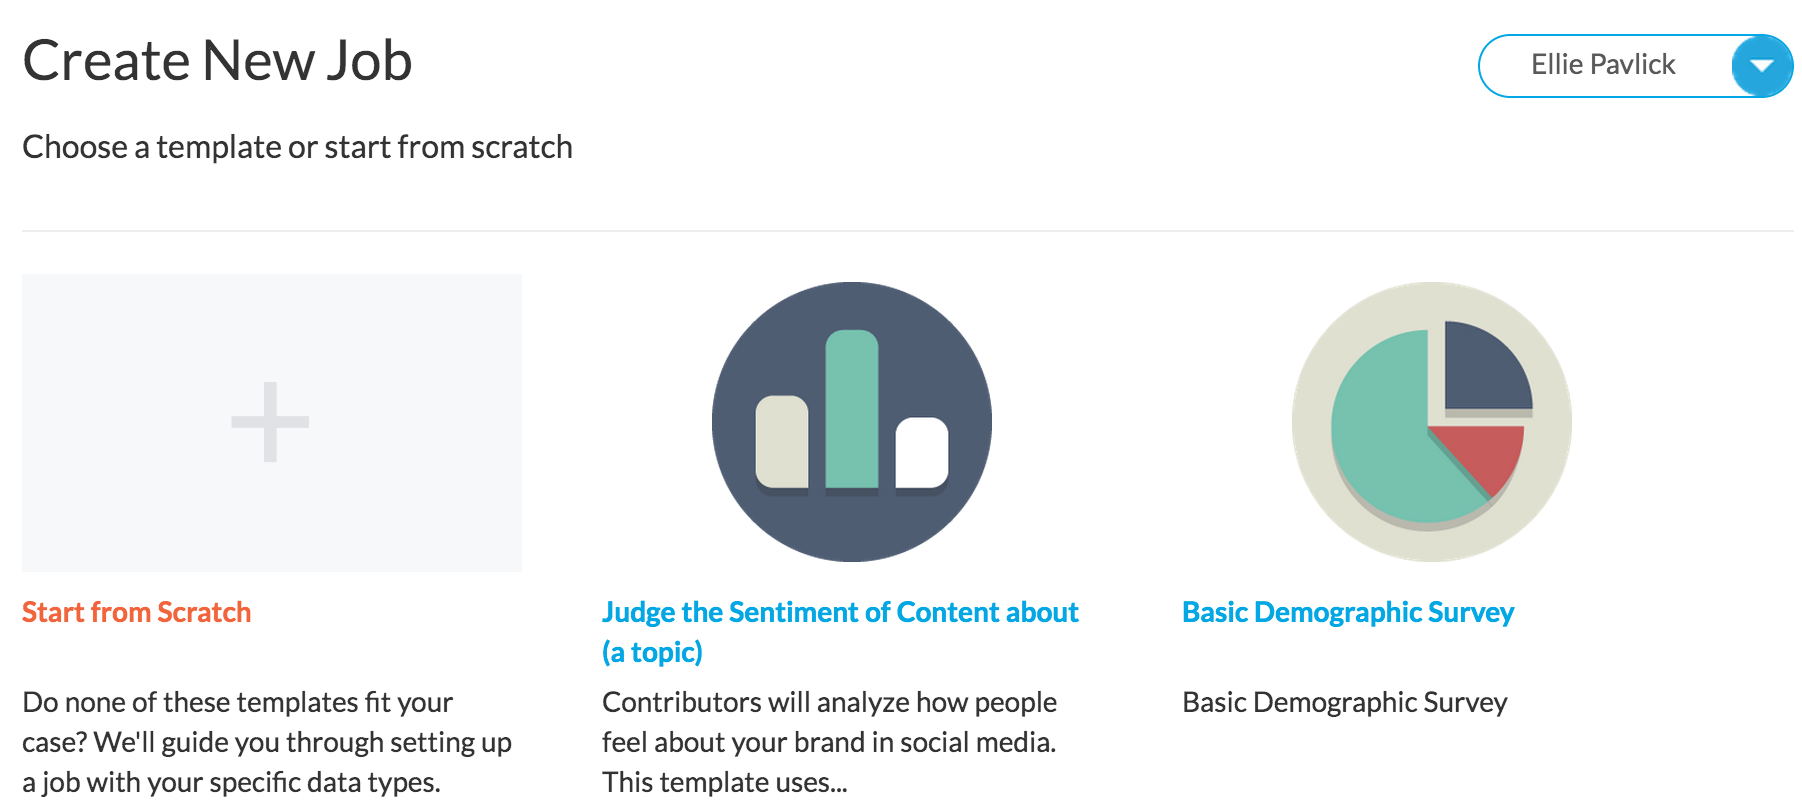 Create New Job
Ellie Pavlick
Choose a template or start from scratch
Start from Scratch
Do none of these templates fit your
case? We'll guide you through setting up
a job with your specific data types.
Judge the Sentiment of Content about
(a topic)
Contributors will analyze how people
feel about your brand in social media.
This template uses...
Basic Demographic Survey
Basic Demographic Survey